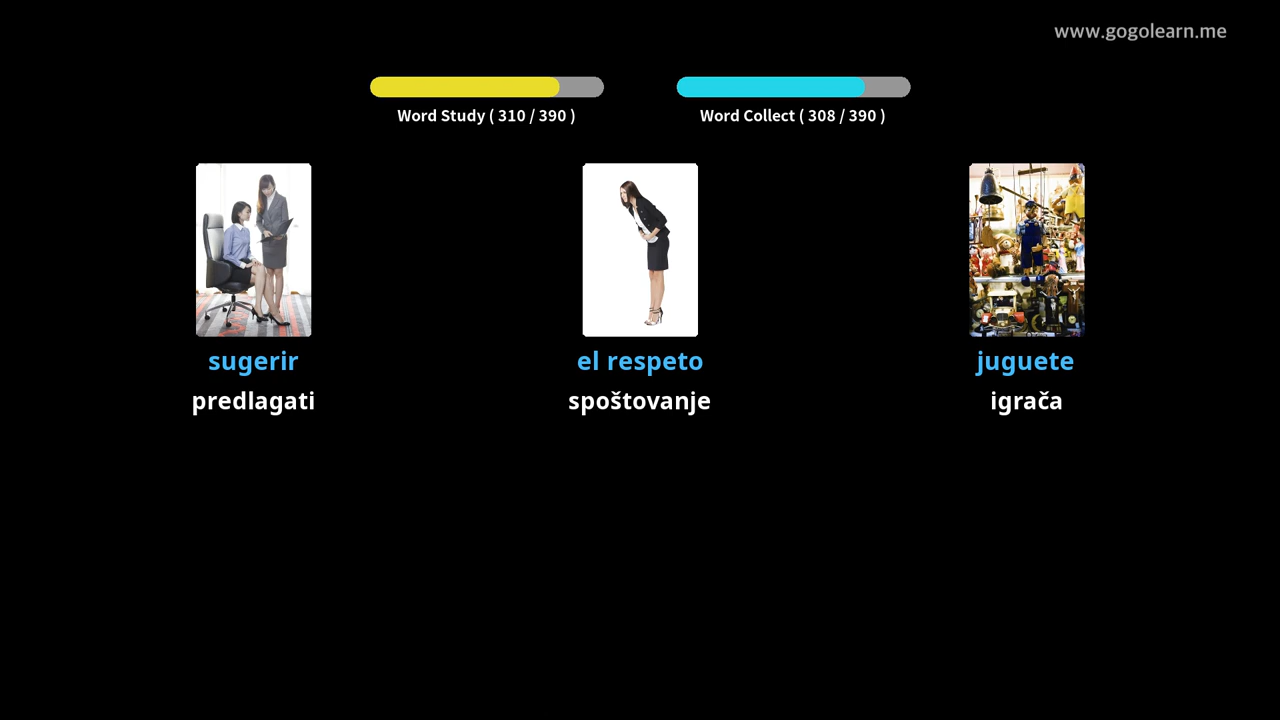 www.gogolearn.me
Word Study ( 310 / 390 )
Word Collect ( 308 / 390 )
sugerir
el respeto
juguete
predlagati
spoštovanje
igrača